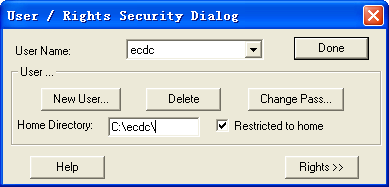 User / Rights Security Dialog
User Name: ecdc Done
User ...
New User... Delete Change Pass...
Home Directory: C:\ecdc\ Restricted to home
Help Rights >>